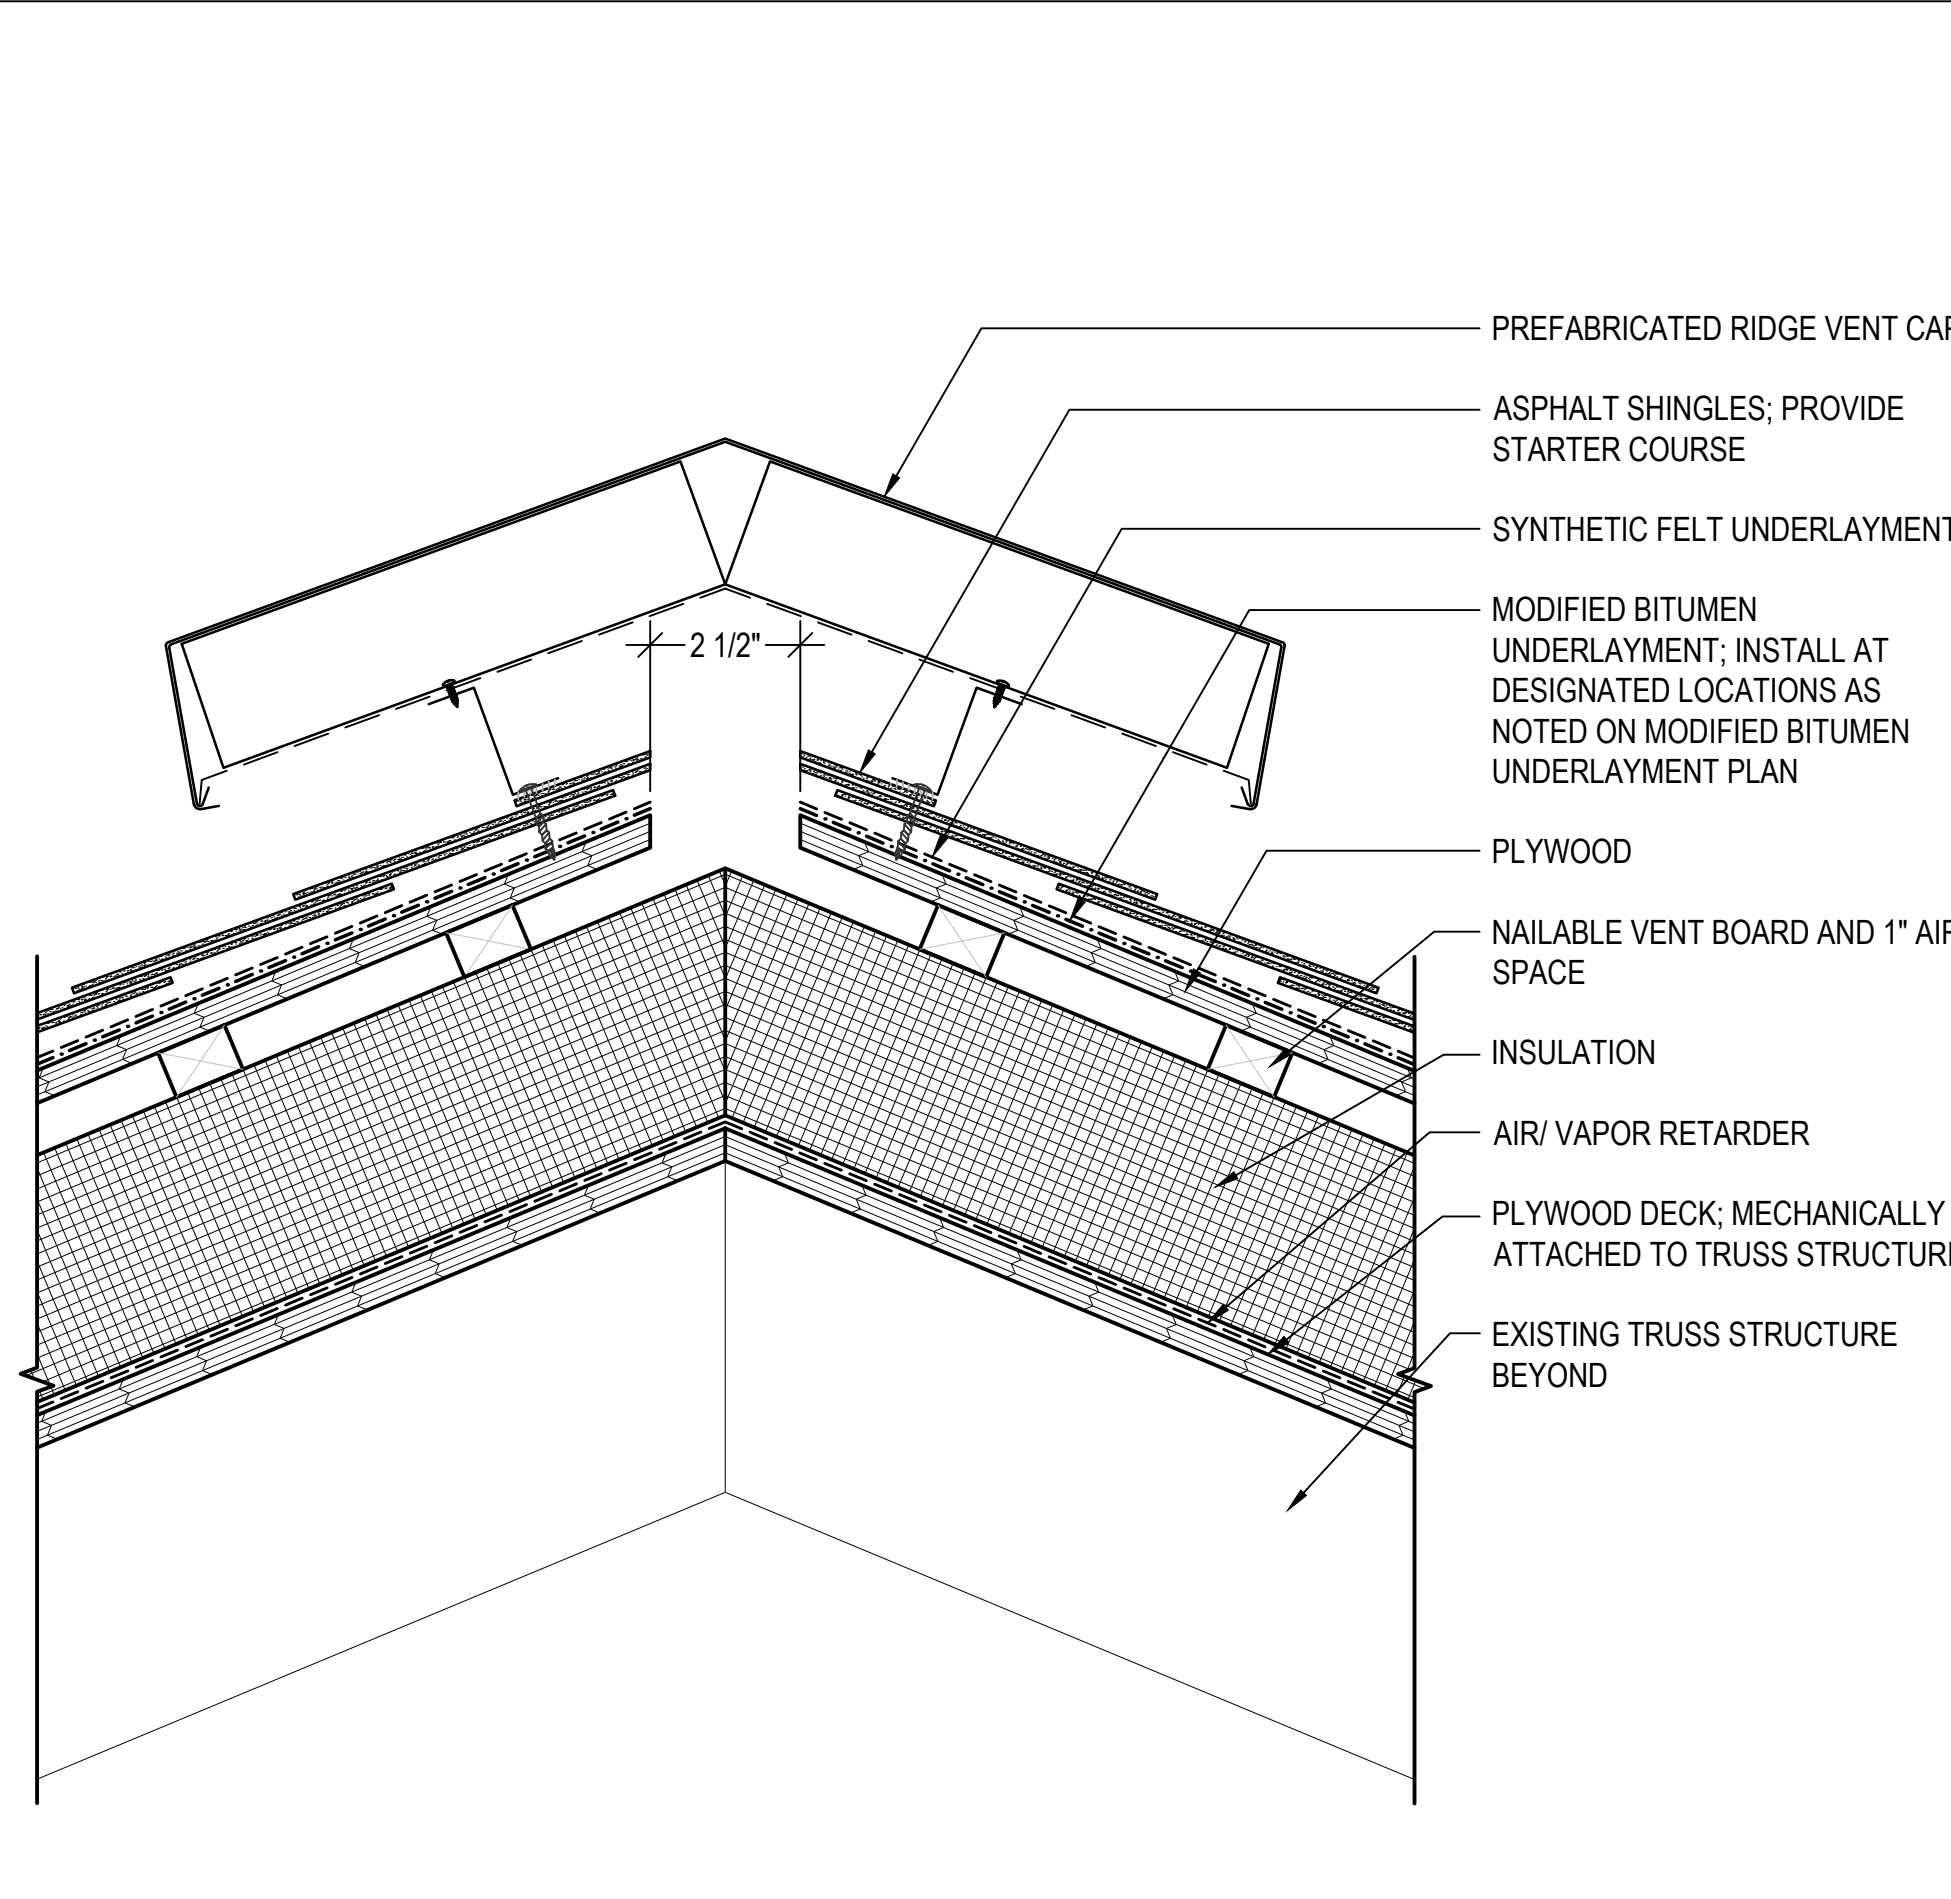 PREFABRICATED RIDGE VENT
ASPHALT SHINGLES; PROVIDE
STARTER COURSE
SYNTHETIC FELT UNDERLAYMENT
2 1/2"
MODIFIED BITUMEN
UNDERLAYMENT; INSTALL AT
DESIGNATED LOCATIONS AS
NOTED ON MODIFIED BITUMEN
UNDERLAYMENT PLAN
PLYWOOD
NAILABLE VENT BOARD AND 1" AIR
SPACE
INSULATION
AIR/ VAPOR RETARDER
PLYWOOD DECK; MECHANICALLY
ATTACHED TO TRUSS STRUCTURE
EXISTING TRUSS STRUCTURE
BEYOND